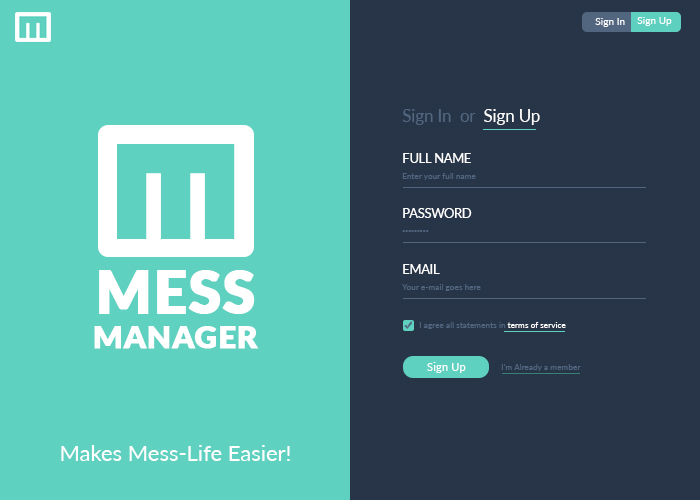 Sign In Sign Up
MESS
MANAGER
Makes Mess-Life Easier!
Sign In or Sign Up
FULL NAME
Enter your full name
PASSWORD
*********
EMAIL
Your e-mail goes here
I agree all statements in terms of service
Sign Up I'm Already a member